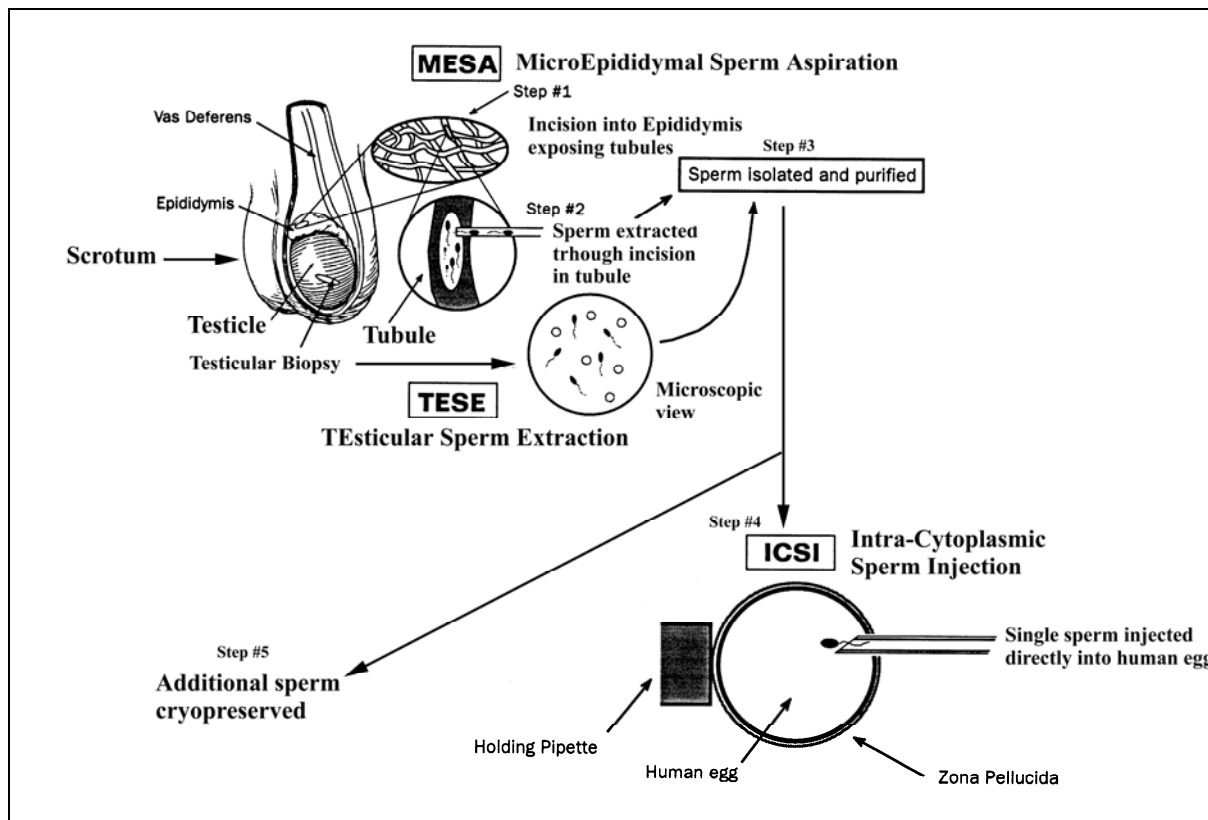 MESA MicroEpididymal Sperm Aspiration
Step #1
Vas Deferens
Incision into Epididymis
exposing tubules
Step #3
Sperm isolated and purified
Epididymis
Step #2
Sperm extracted
trhough incision
in tubule
Scrotum
Testicle
Tubule
Testicular Biopsy
Microscopic
view
TESE
TEsticular Sperm Extraction
Step #4
ICSI
Intra-Cytoplasmic
Sperm Injection
Single sperm injected
directly into human egg
Step #5
Additional sperm
cryopreserved
Holding Pipette
Human egg
Zona Pellucida